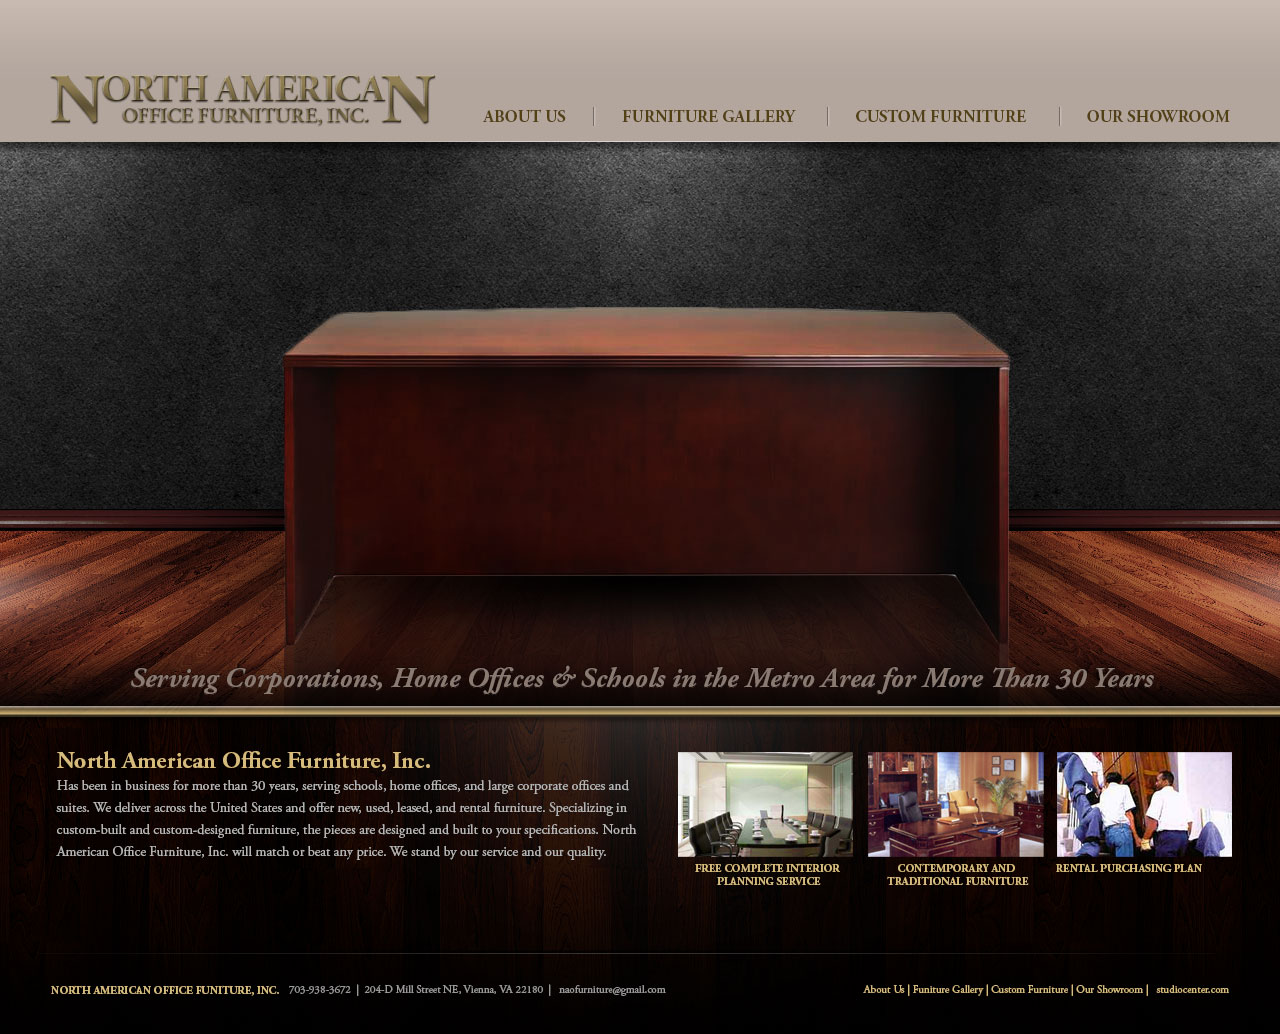 NORTH AMERICAN
OFFICE FURNITURE, INC.
ABOUT US
FURNITURE GALLERY
CUSTOM FURNITURE
OUR SHOWROOM
Serving Corporations, Home Offices & Schools in the Metro Area for More Than 30 Years
North American Office Furniture, Inc.
Has been in business for more than 30 years, serving schools, home offices, and large corporate offices and
suites. We deliver across the United States and offer new, used, leased, and rental furniture. Specializing in
custom-built and custom-designed furniture, the pieces are designed and built to your specifications. North
American Office Furniture, Inc. will match or beat any price. We stand by our service and our quality.
FREE COMPLETE INTERIOR
PLANNING SERVICE
CONTEMPORARY AND
TRADITIONAL FURNITURE
RENTAL PURCHASING PLAN
NORTH AMERICAN OFFICE FUNITURE, INC. 703-938-3672 | 204-D Mill Street NE, Vienna, VA 22180 | naofurniture@gmail.com
About Us | Funiture Gallery | Custom Furniture | Our Showroom | studiocenter.com